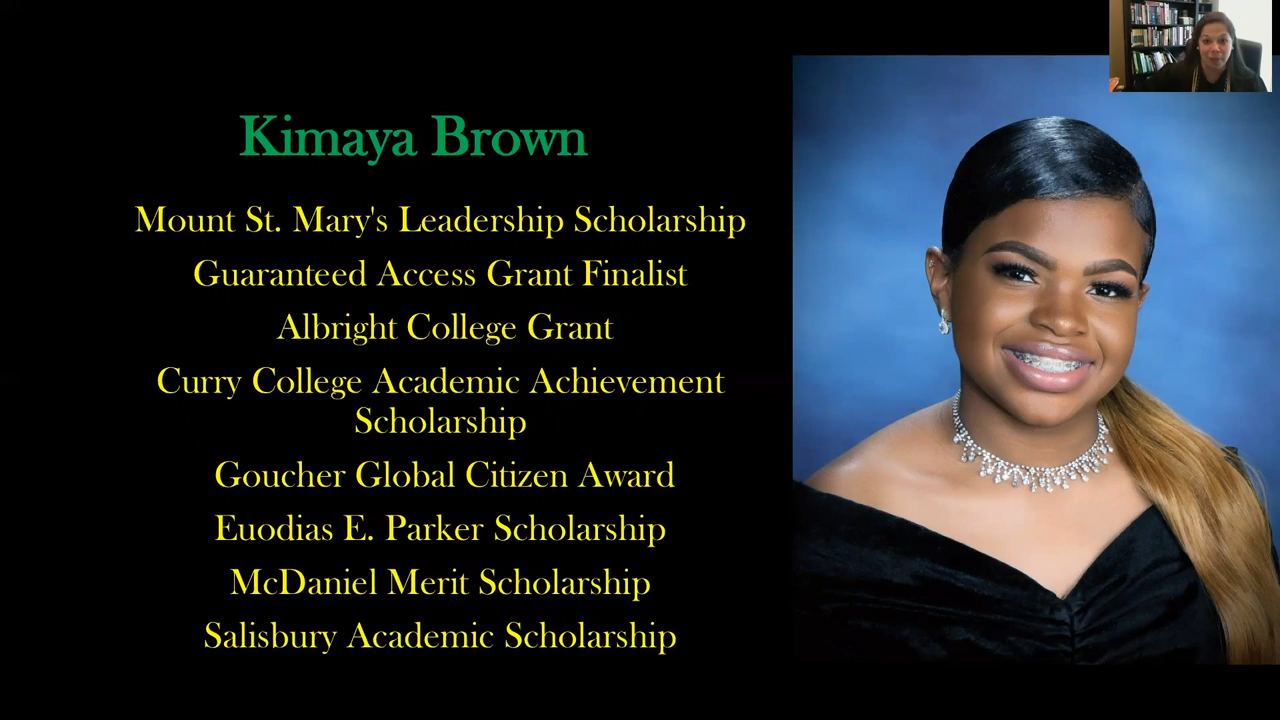 Kimaya Brown
Mount St. Mary's Leadership Scholarship
Guaranteed Access Grant Finalist
Albright College Grant
Curry College Academic Achievement
Scholarship
Goucher Global Citizen Award
Euodias E. Parker Scholarship
McDaniel Merit Scholarship
Salisbury Academic Scholarship